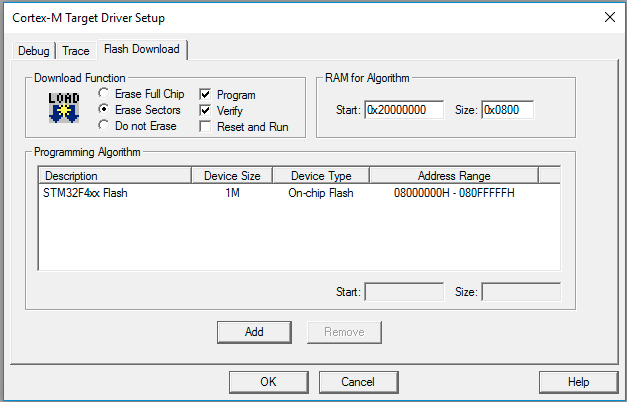 Cortex-M Target Driver Setup
Debug Trace Flash Download
Download Function
LOAD
Erase Full Chip
Erase Sectors
Do not Erase
Program
Verify
Reset and Run
RAM for Algorithm
Start: 0x20000000 Size: 0x0800
Programming Algorithm
Description Device Size Device Type Address Range
STM32F4xx Flash 1M On-chip Flash 08000000H - 080FFFFFH
Start: Size:
Add Remove
OK Cancel Help